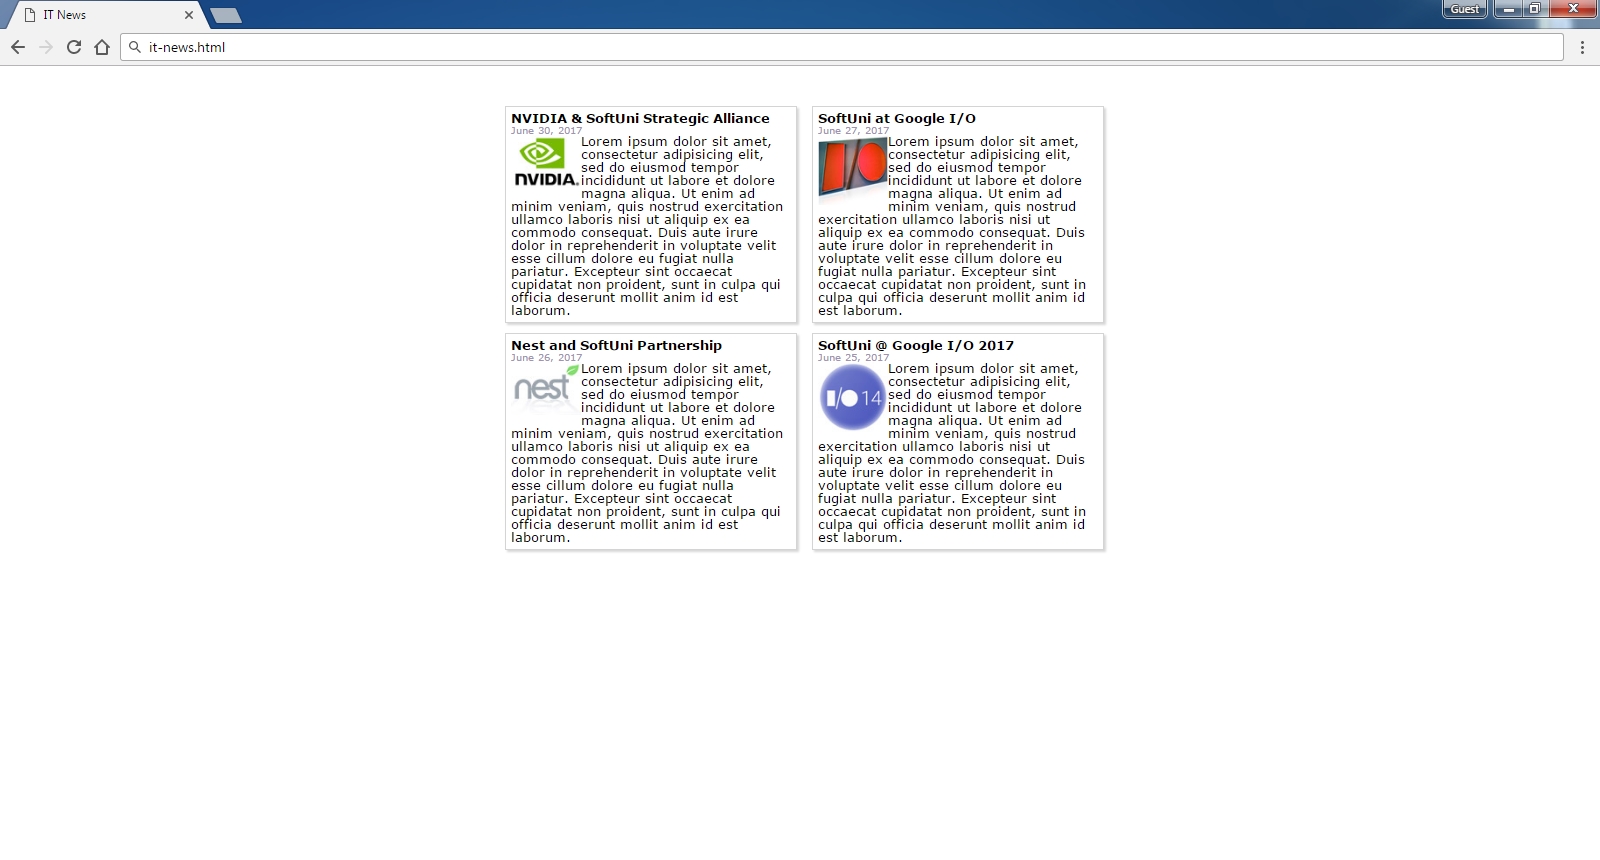 IT News
Guest
it-news.html
NVIDIA & SoftUni Strategic Alliance
June 30, 2017
NVIDIA.
Lorem ipsum dolor sit amet,
consectetur adipisicing elit,
sed do eiusmod tempor
incididunt ut labore et dolore
magna aliqua. Ut enim ad
minim veniam, quis nostrud exercitation
ullamco laboris nisi ut aliquip ex ea
commodo consequat. Duis aute irure
dolor in reprehenderit in voluptate velit
esse cillum dolore eu fugiat nulla
pariatur. Excepteur sint occaecat
cupidatat non proident, sunt in culpa qui
officia deserunt mollit anim id est
laborum.
SoftUni at Google I/O
June 27, 2017
I/O
Lorem ipsum dolor sit amet,
consectetur adipisicing elit,
sed do eiusmod tempor
incididunt ut labore et dolore
magna aliqua. Ut enim ad
minim veniam, quis nostrud
exercitation ullamco laboris nisi ut
aliquip ex ea commodo consequat. Duis
aute irure dolor in reprehenderit in
voluptate velit esse cillum dolore eu
fugiat nulla pariatur. Excepteur sint
occaecat cupidatat non proident, sunt in
culpa qui officia deserunt mollit anim id
est laborum.
Nest and SoftUni Partnership
June 26, 2017
nest
Lorem ipsum dolor sit amet,
consectetur adipisicing elit,
sed do eiusmod tempor
incididunt ut labore et dolore
magna aliqua. Ut enim ad
minim veniam, quis nostrud exercitation
ullamco laboris nisi ut aliquip ex ea
commodo consequat. Duis aute irure
dolor in reprehenderit in voluptate velit
esse cillum dolore eu fugiat nulla
pariatur. Excepteur sint occaecat
cupidatat non proident, sunt in culpa qui
officia deserunt mollit anim id est
laborum.
SoftUni @ Google I/O 2017
June 25, 2017
I/O 14
Lorem ipsum dolor sit amet,
consectetur adipisicing elit,
sed do eiusmod tempor
incididunt ut labore et dolore
magna aliqua. Ut enim ad
minim veniam, quis nostrud
exercitation ullamco laboris nisi ut
aliquip ex ea commodo consequat. Duis
aute irure dolor in reprehenderit in
voluptate velit esse cillum dolore eu
fugiat nulla pariatur. Excepteur sint
occaecat cupidatat non proident, sunt in
culpa qui officia deserunt mollit anim id
est laborum.